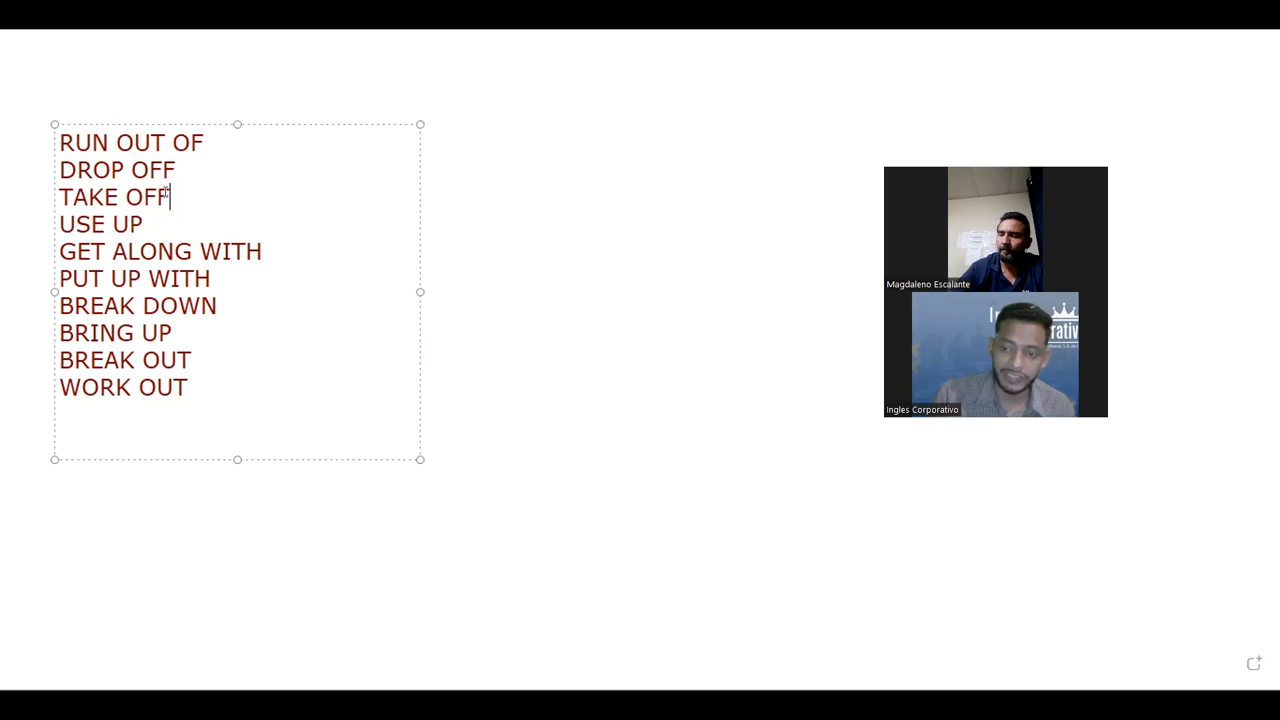 RUN OUT OF
DROP OFF
TAKE OFF
USE UP
GET ALONG WITH
PUT UP WITH
BREAK DOWN
BRING UP
BREAK OUT
WORK OUT
Magdaleno Escalante
Ingles Corporativo